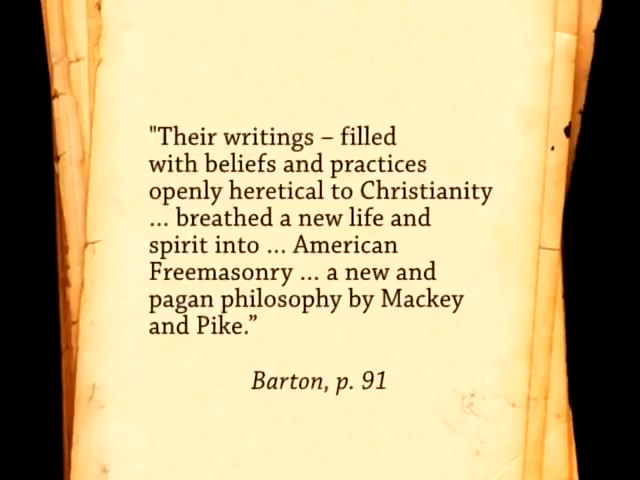 "Their writings – filled
with beliefs and practices
openly heretical to Christianity
... breathed a new life and
spirit into ... American
Freemasonry ... a new and
pagan philosophy by Mackey
and Pike.”
Barton, p. 91